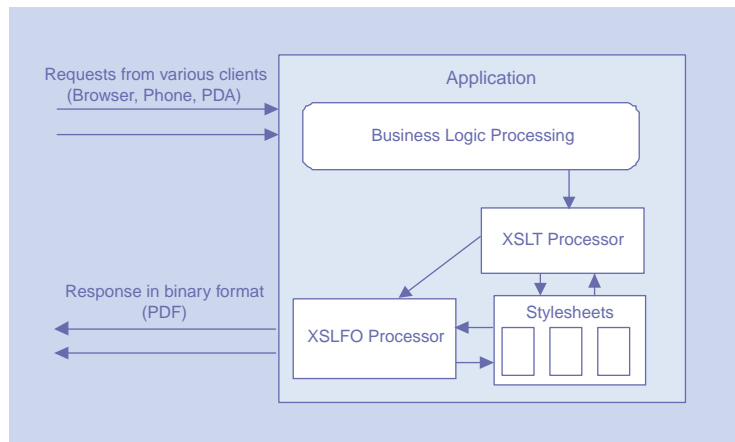 Requests from various clients
(Browser, Phone, PDA)
Application
Business Logic Processing
XSLT Processor
Response in binary format
(PDF)
XSLFO Processor
Stylesheets